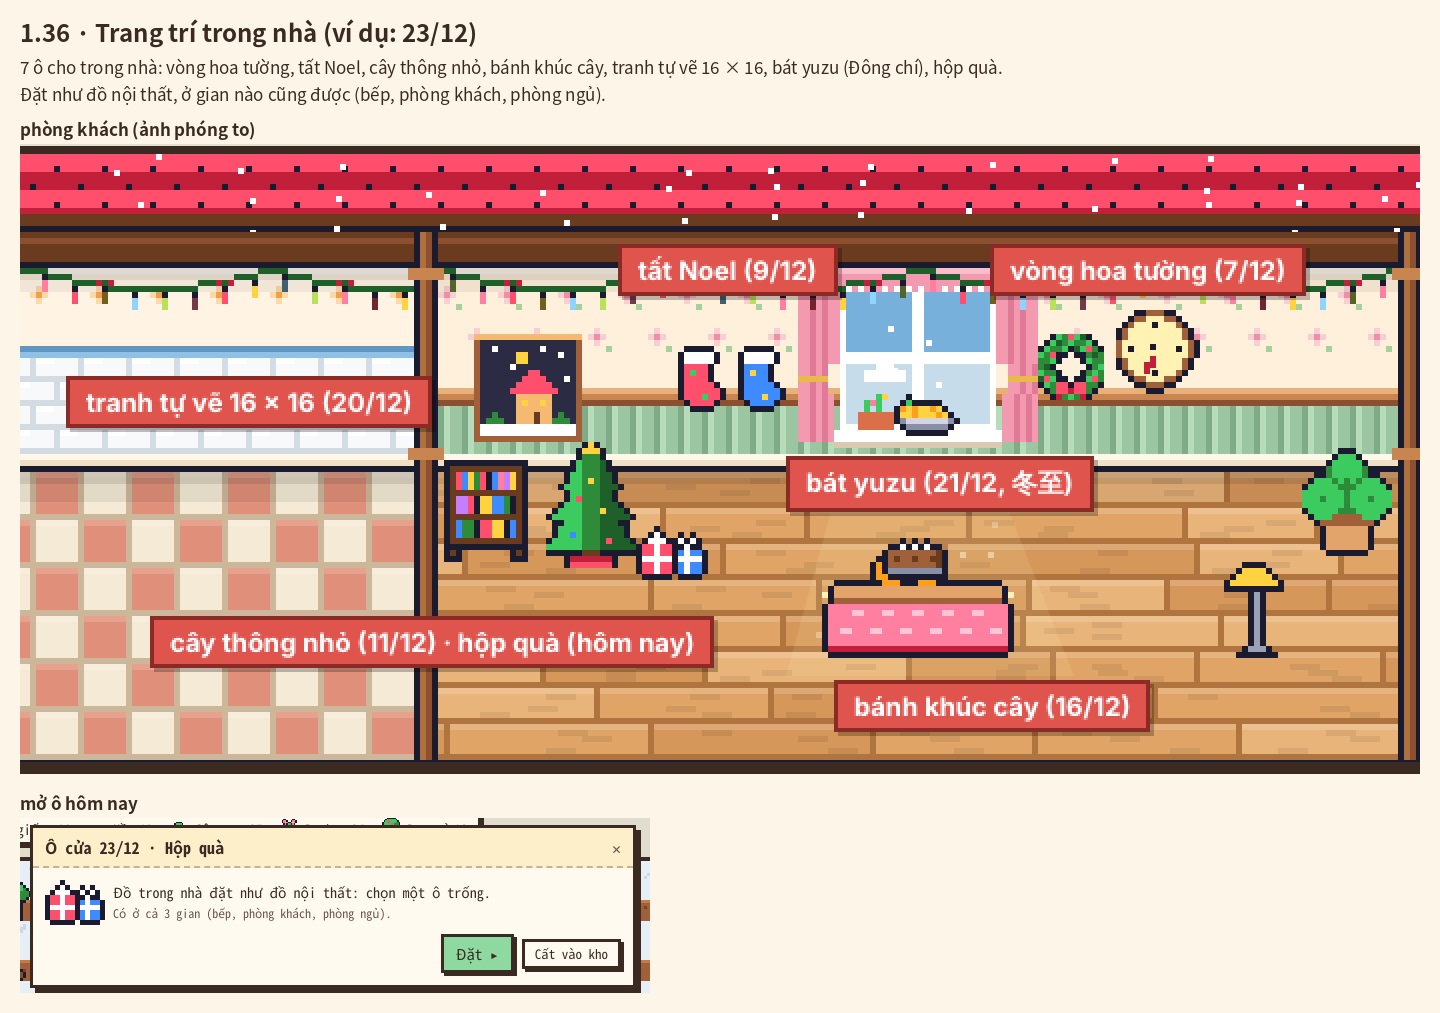 1.36 · Trang trí trong nhà (ví dụ: 23/12)
7 ô cho trong nhà: vòng hoa tường, tất Noel, cây thông nhỏ, bánh khúc cây, tranh tự vẽ 16 × 16, bát yuzu (Đông chí), hộp quà.
Đặt như đồ nội thất, ở gian nào cũng được (bếp, phòng khách, phòng ngủ).
phòng khách (ảnh phóng to)
tất Noel (9/12)
vòng hoa tường (7/12)
tranh tự vẽ 16 × 16 (20/12)
bát yuzu (21/12, 冬至)
cây thông nhỏ (11/12) · hộp quà (hôm nay)
bánh khúc cây (16/12)
mở ô hôm nay
Ô cửa 23/12 · Hộp quà ×
Đồ trong nhà đặt như đồ nội thất: chọn một ô trống.
Có ở cả 3 gian (bếp, phòng khách, phòng ngủ).
Đặt ▸
Cất vào kho